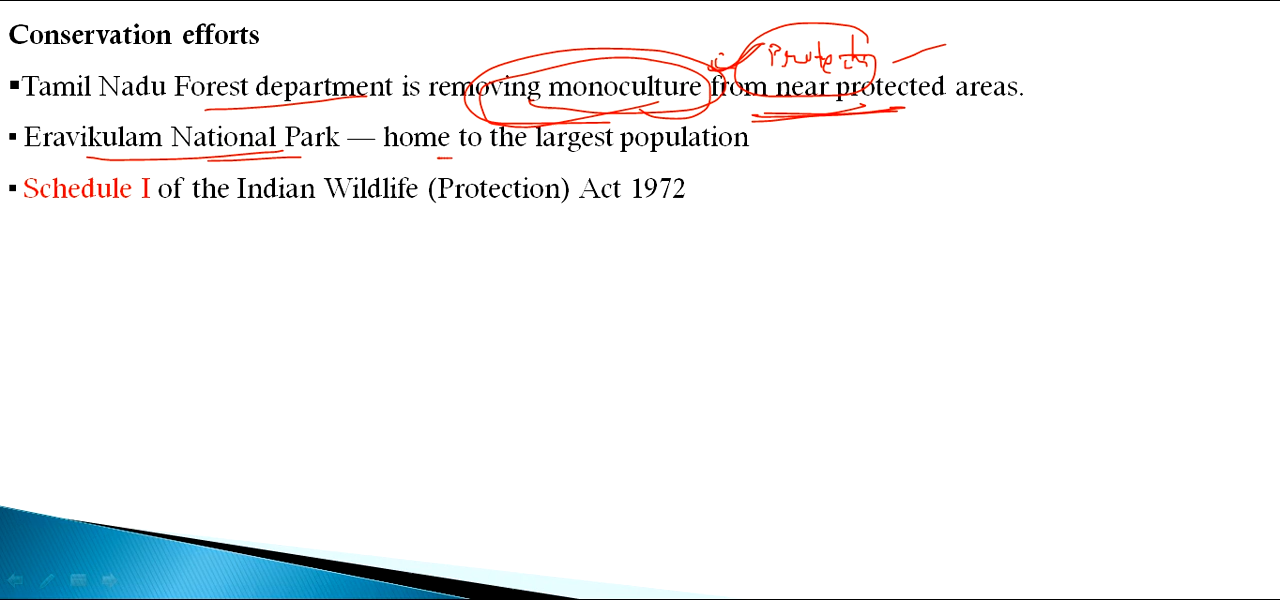 Conservation efforts
▪Tamil Nadu Forest department is removing monoculture from near protected areas.
▪ Eravikulam National Park — home to the largest population
▪ Schedule I of the Indian Wildlife (Protection) Act 1972